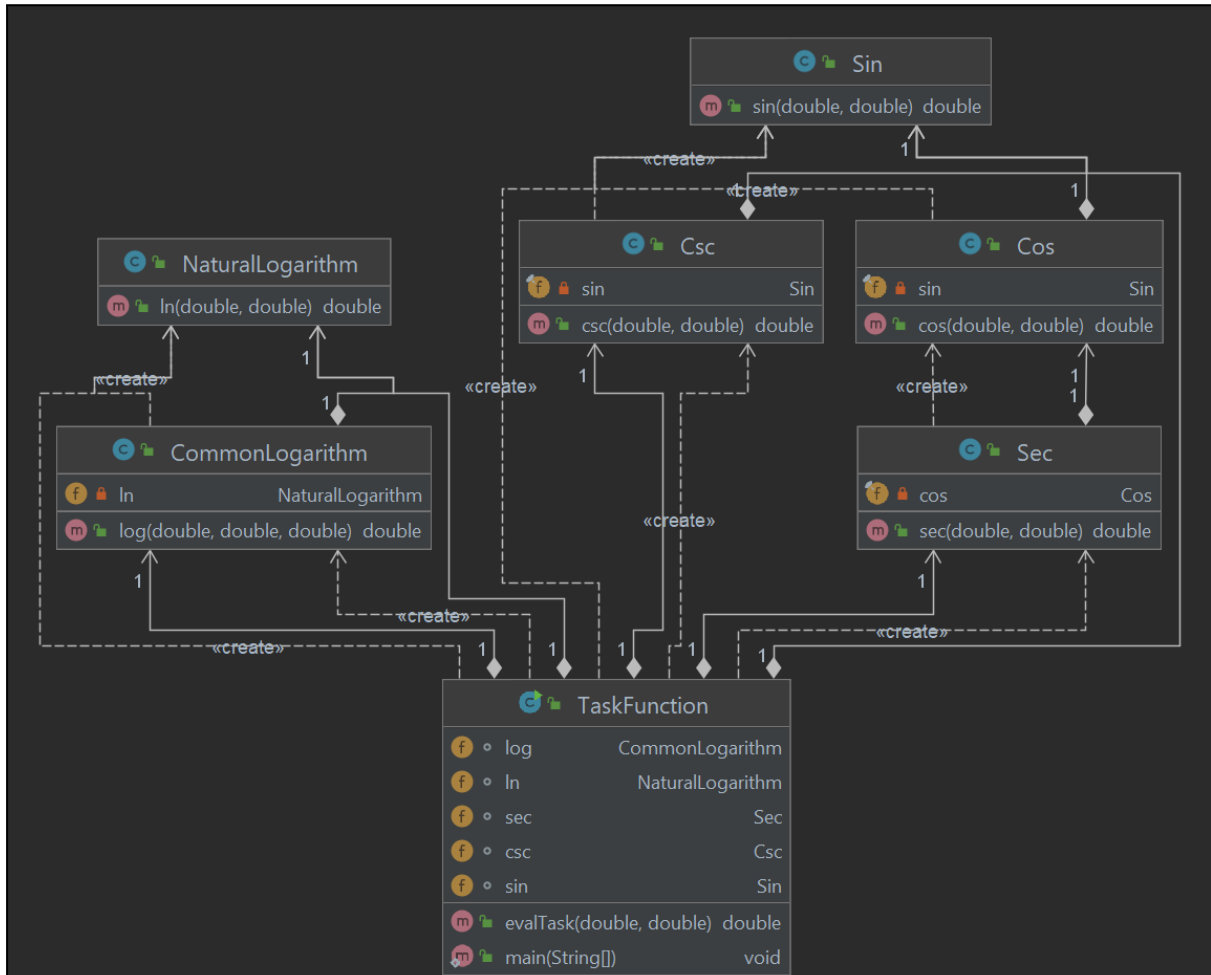 Sin
sin(double, double) double
«create»
1
1 «create»
1
Csc
sin Sin
csc(double, double) double
Cos
sin Sin
cos(double, double) double
NaturalLogarithm
ln(double, double) double
1
1
1
«create»
«create»
«create»
1
1
CommonLogarithm
ln NaturalLogarithm
log(double, double, double) double
Sec
cos Cos
sec(double, double) double
«create»
1
1
«create»
«create»
«create»
1
1
1
1
1
TaskFunction
log CommonLogarithm
ln NaturalLogarithm
sec Sec
csc Csc
sin Sin
evalTask(double, double) double
main(String[]) void